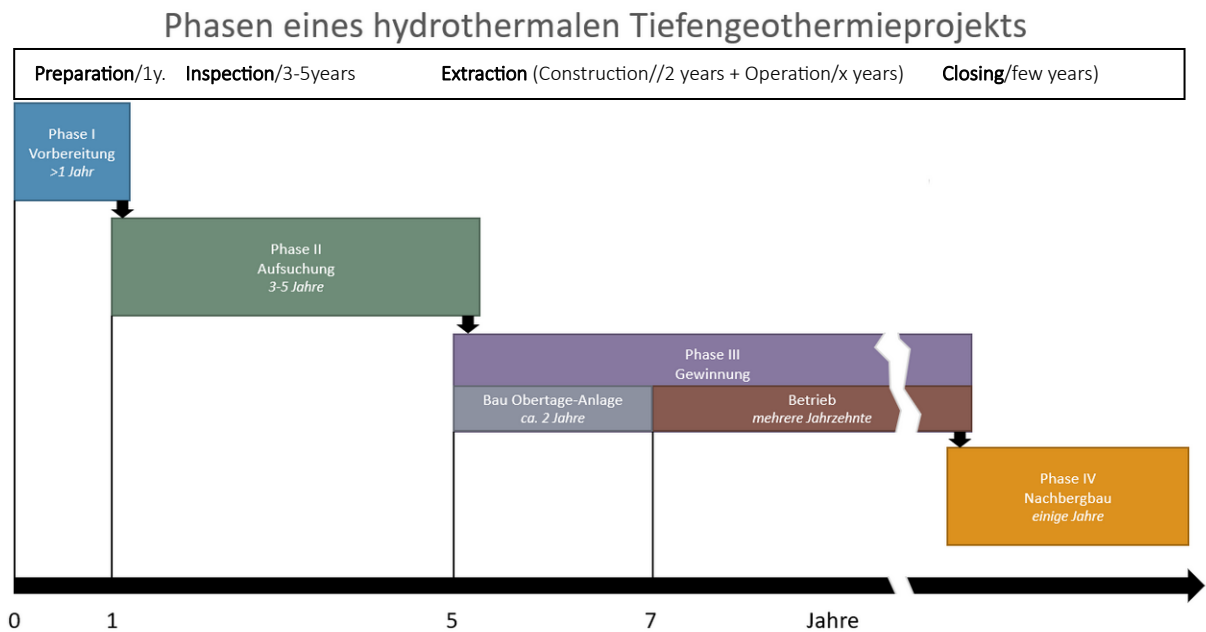 Phasen eines hydrothermalen Tiefengeothermieprojekts
Preparation/1y. Inspection/3-5years Extraction (Construction//2 years + Operation/x years) Closing/few years)
Phase I
Vorbereitung
>1 Jahr
Phase II
Aufsuchung
3-5 Jahre
Phase III
Gewinnung
Bau Obertage-Anlage
ca. 2 Jahre
Betrieb
mehrere Jahrzehnte
Phase IV
Nachbergbau
einige Jahre
0 1 5 7 Jahre